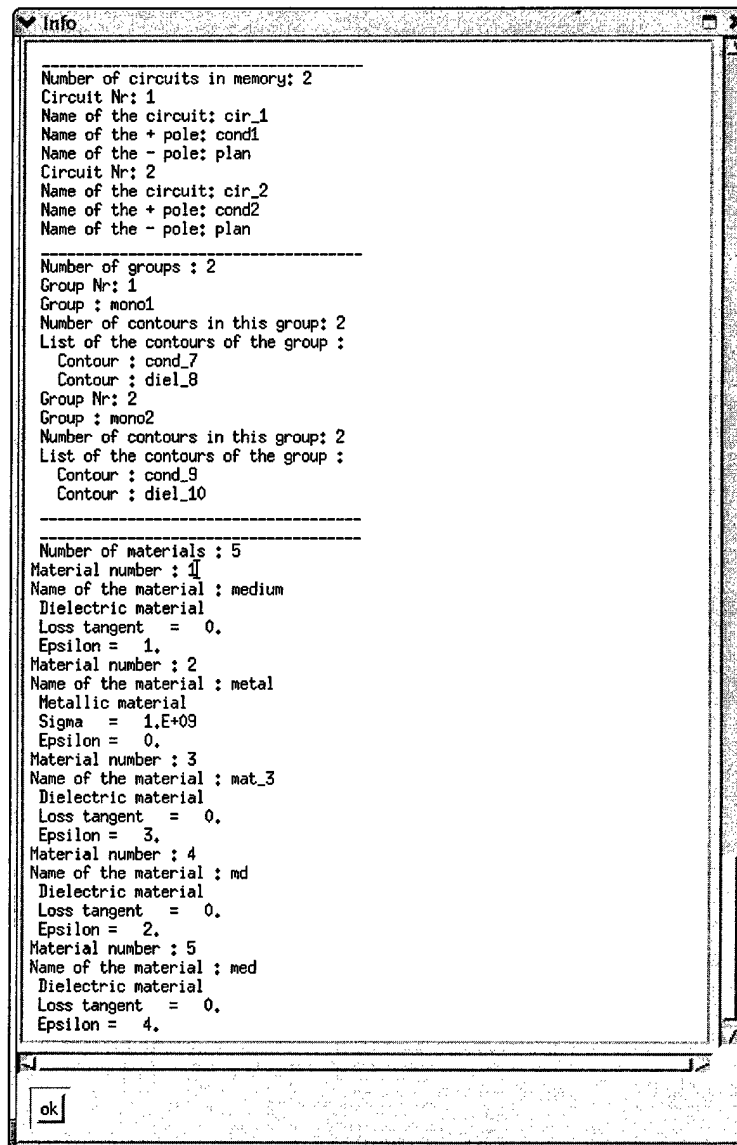 Info
Number of circuits in memory: 2
Circuit Nr: 1
Name of the circuit: cir_1
Name of the + pole: cond1
Name of the - pole: plan
Circuit Nr: 2
Name of the circuit: cir_2
Name of the + pole: cond2
Name of the - pole: plan
Number of groups : 2
Group Nr: 1
Group : mono1
Number of contours in this group: 2
List of the contours of the group :
Contour : cond_7
Contour : diel_8
Group Nr: 2
Group : mono2
Number of contours in this group: 2
List of the contours of the group :
Contour : cond_9
Contour : diel_10
Number of materials : 5
Material number : 1
Name of the material : medium
Dielectric material
Loss tangent = 0.
Epsilon = 1.
Material number : 2
Name of the material : metal
Metallic material
Sigma = 1.E+09
Epsilon = 0.
Material number : 3
Name of the material : mat_3
Dielectric material
Loss tangent = 0.
Epsilon = 3.
Material number : 4
Name of the material : md
Dielectric material
Loss tangent = 0.
Epsilon = 2.
Material number : 5
Name of the material : med
Dielectric material
Loss tangent = 0.
Epsilon = 4.
ok